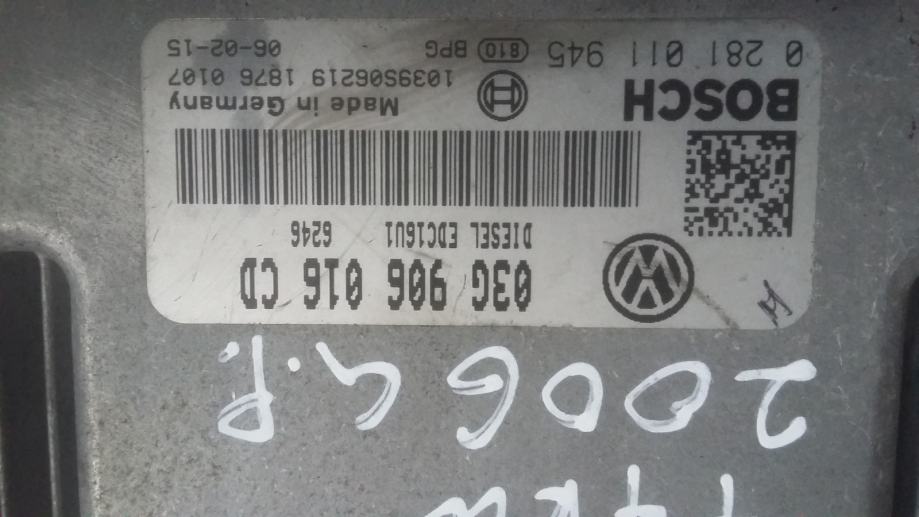 2006
03G 906 016 CD
DIESEL EDC16U1 6246
BOSCH Made in Germany
1039S06219 1876 0107
0 281 011 945 810 BPG 06-02-15